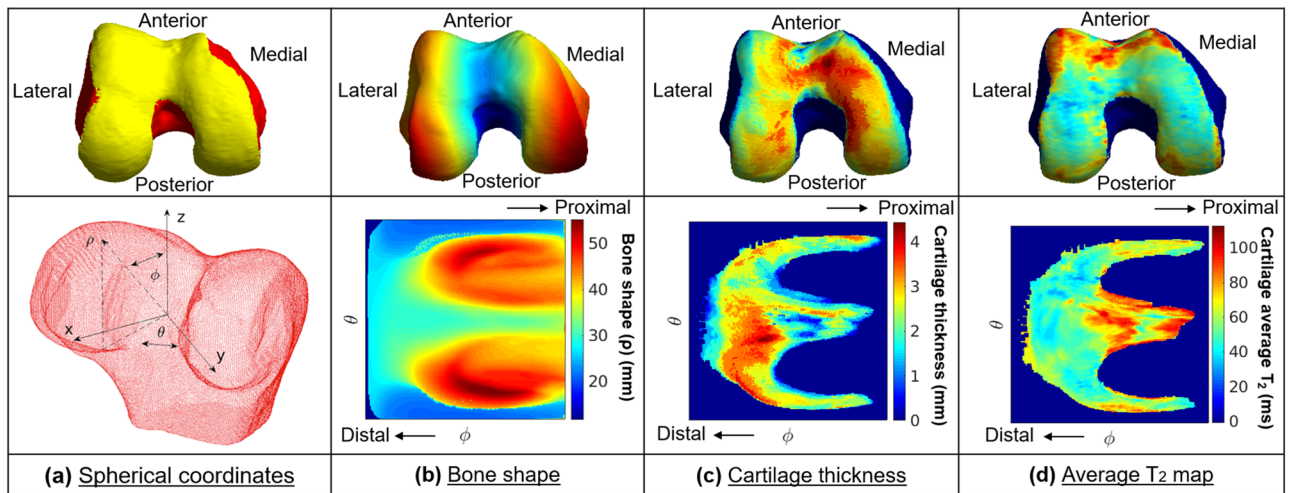 Anterior
Medial
Lateral
Posterior
Anterior
Medial
Lateral
Posterior
Anterior
Medial
Lateral
Posterior
Anterior
Medial
Lateral
Posterior
z
ρ
ϕ
x
θ
y
Proximal
θ
50
40
30
20
Bone shape (ρ) (mm)
Distal
ϕ
Proximal
θ
4
3
2
1
0
Cartilage thickness (mm)
Distal
ϕ
Proximal
θ
100
80
60
40
20
0
Cartilage average T2 (ms)
Distal
ϕ
(a) Spherical coordinates
(b) Bone shape
(c) Cartilage thickness
(d) Average T2 map